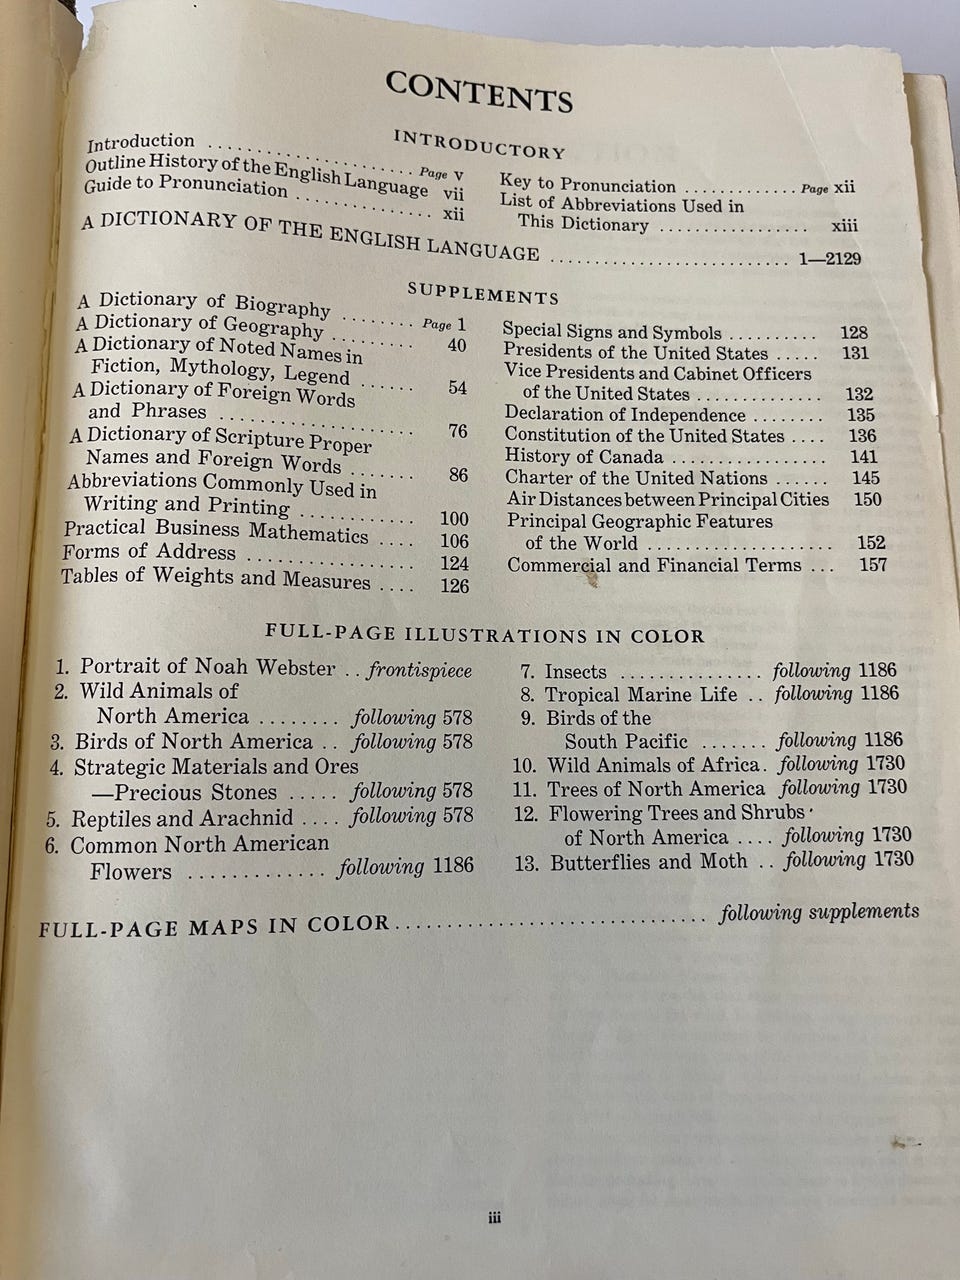 CONTENTS
INTRODUCTORY
Introduction .................... Page v
Outline History of the English Language vii
Guide to Pronunciation .............. xii
Key to Pronunciation ............. Page xii
List of Abbreviations Used in
This Dictionary ................. xiii
A DICTIONARY OF THE ENGLISH LANGUAGE .......................... 1—2129
SUPPLEMENTS
A Dictionary of Biography ........ Page 1
A Dictionary of Geography ......... 40
A Dictionary of Noted Names in
Fiction, Mythology, Legend ...... 54
A Dictionary of Foreign Words
and Phrases .................... 76
A Dictionary of Scripture Proper
Names and Foreign Words ....... 86
Abbreviations Commonly Used in
Writing and Printing ............ 100
Practical Business Mathematics .... 106
Forms of Address ................. 124
Tables of Weights and Measures .... 126
Special Signs and Symbols .......... 128
Presidents of the United States ..... 131
Vice Presidents and Cabinet Officers
of the United States .............. 132
Declaration of Independence ........ 135
Constitution of the United States .... 136
History of Canada ................. 141
Charter of the United Nations ...... 145
Air Distances between Principal Cities 150
Principal Geographic Features
of the World .................... 152
Commercial and Financial Terms ... 157
FULL-PAGE ILLUSTRATIONS IN COLOR
1. Portrait of Noah Webster .. frontispiece
2. Wild Animals of
North America ........ following 578
3. Birds of North America .. following 578
4. Strategic Materials and Ores
—Precious Stones ..... following 578
5. Reptiles and Arachnid .... following 578
6. Common North American
Flowers ............. following 1186
7. Insects .............. following 1186
8. Tropical Marine Life .. following 1186
9. Birds of the
South Pacific ....... following 1186
10. Wild Animals of Africa. following 1730
11. Trees of North America following 1730
12. Flowering Trees and Shrubs
of North America .... following 1730
13. Butterflies and Moth .. following 1730
FULL-PAGE MAPS IN COLOR.............................. following supplements
iii